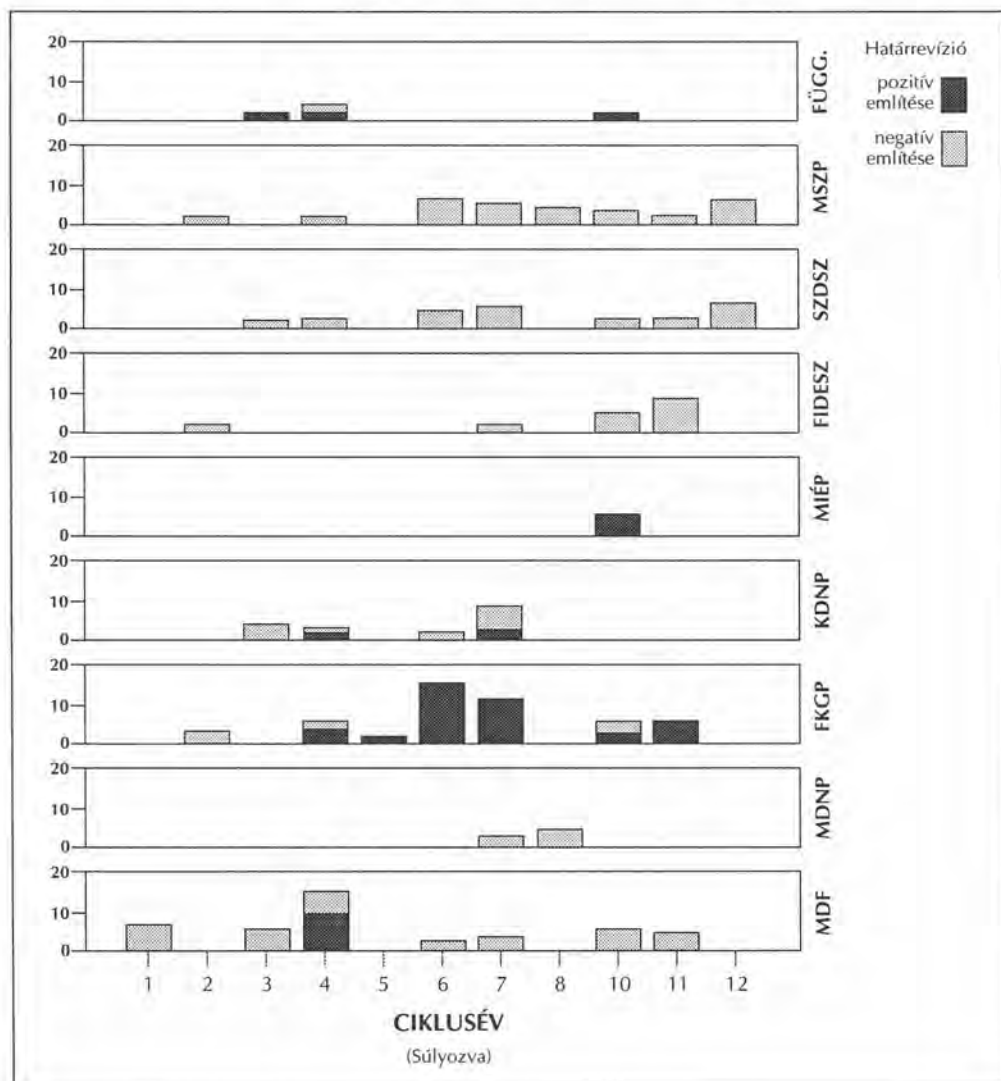 20
10
0
FÜGG.
20
10
0
MSZP
20
10
0
SZDSZ
20
10
0
FIDESZ
20
10
0
MIÉP
20
10
0
KDNP
20
10
0
FKGP
20
10
0
MDNP
20
10
0
MDF
1 2 3 4 5 6 7 8 10 11 12
CIKLUSÉV
(Súlyozva)
Határrevízió
pozitív
említése
negatív
említése